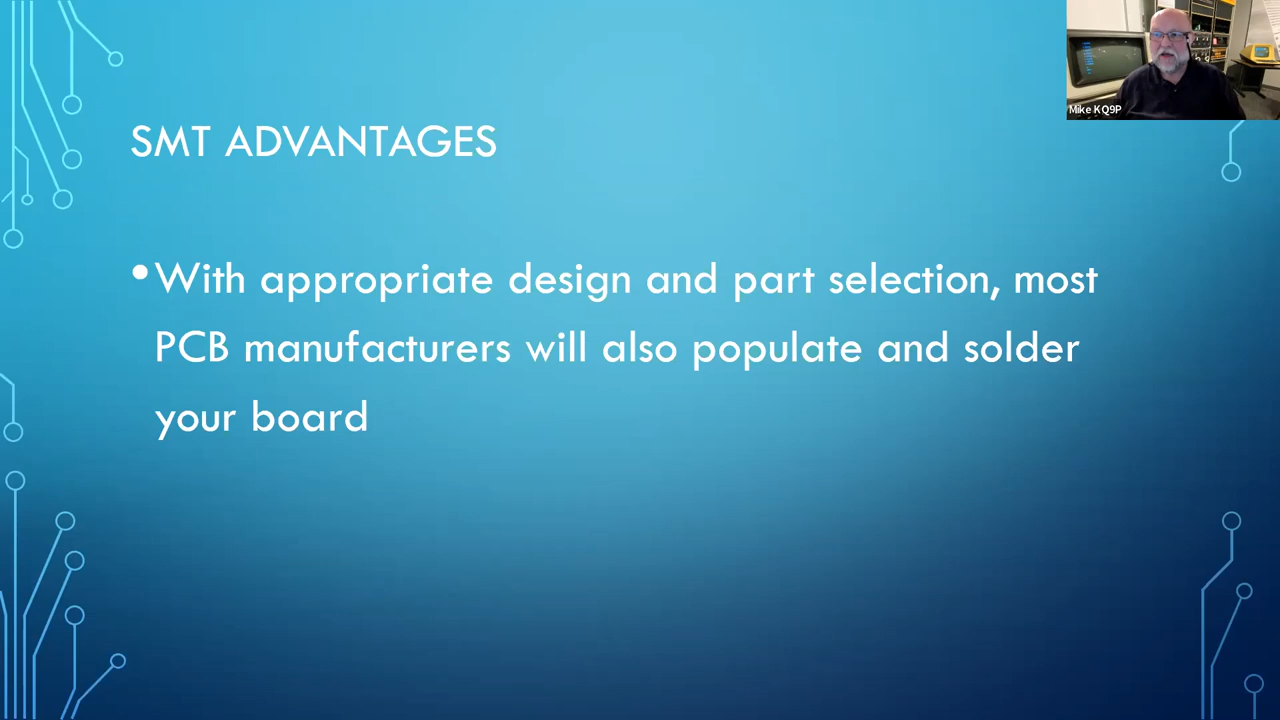 Mike KQ9P
SMT ADVANTAGES
•With appropriate design and part selection, most
PCB manufacturers will also populate and solder
your board